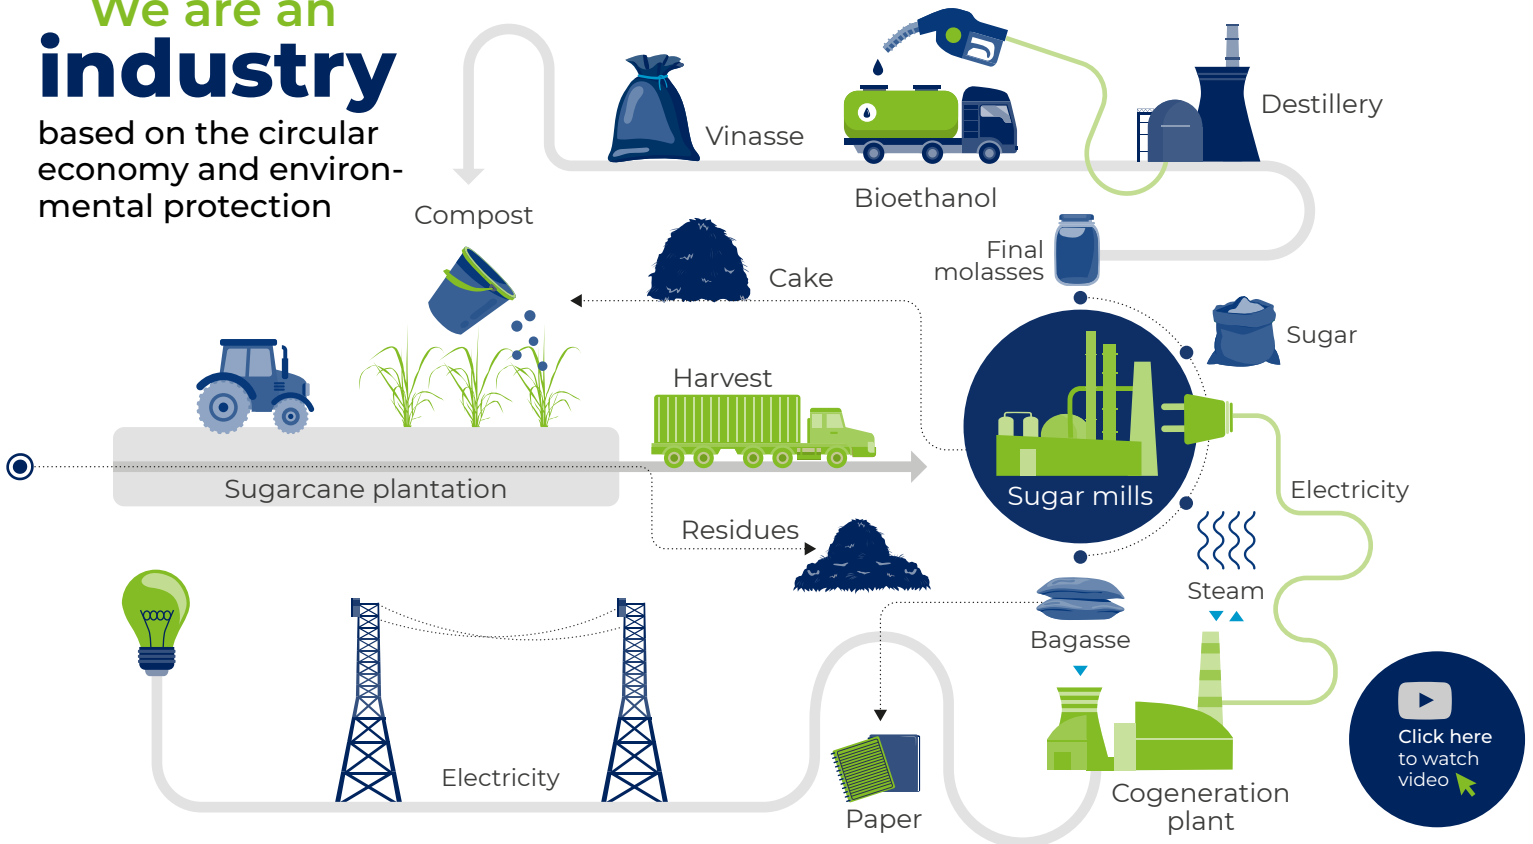 We are an
industry
based on the circular
economy and environ-
mental protection
Vinasse
Bioethanol
Destillery
Compost
Cake
Final
molasses
Sugar
Harvest
Sugarcane plantation
Sugar mills
Electricity
Residues
Steam
Bagasse
Electricity
Paper
Cogeneration
plant
Click here
to watch
video